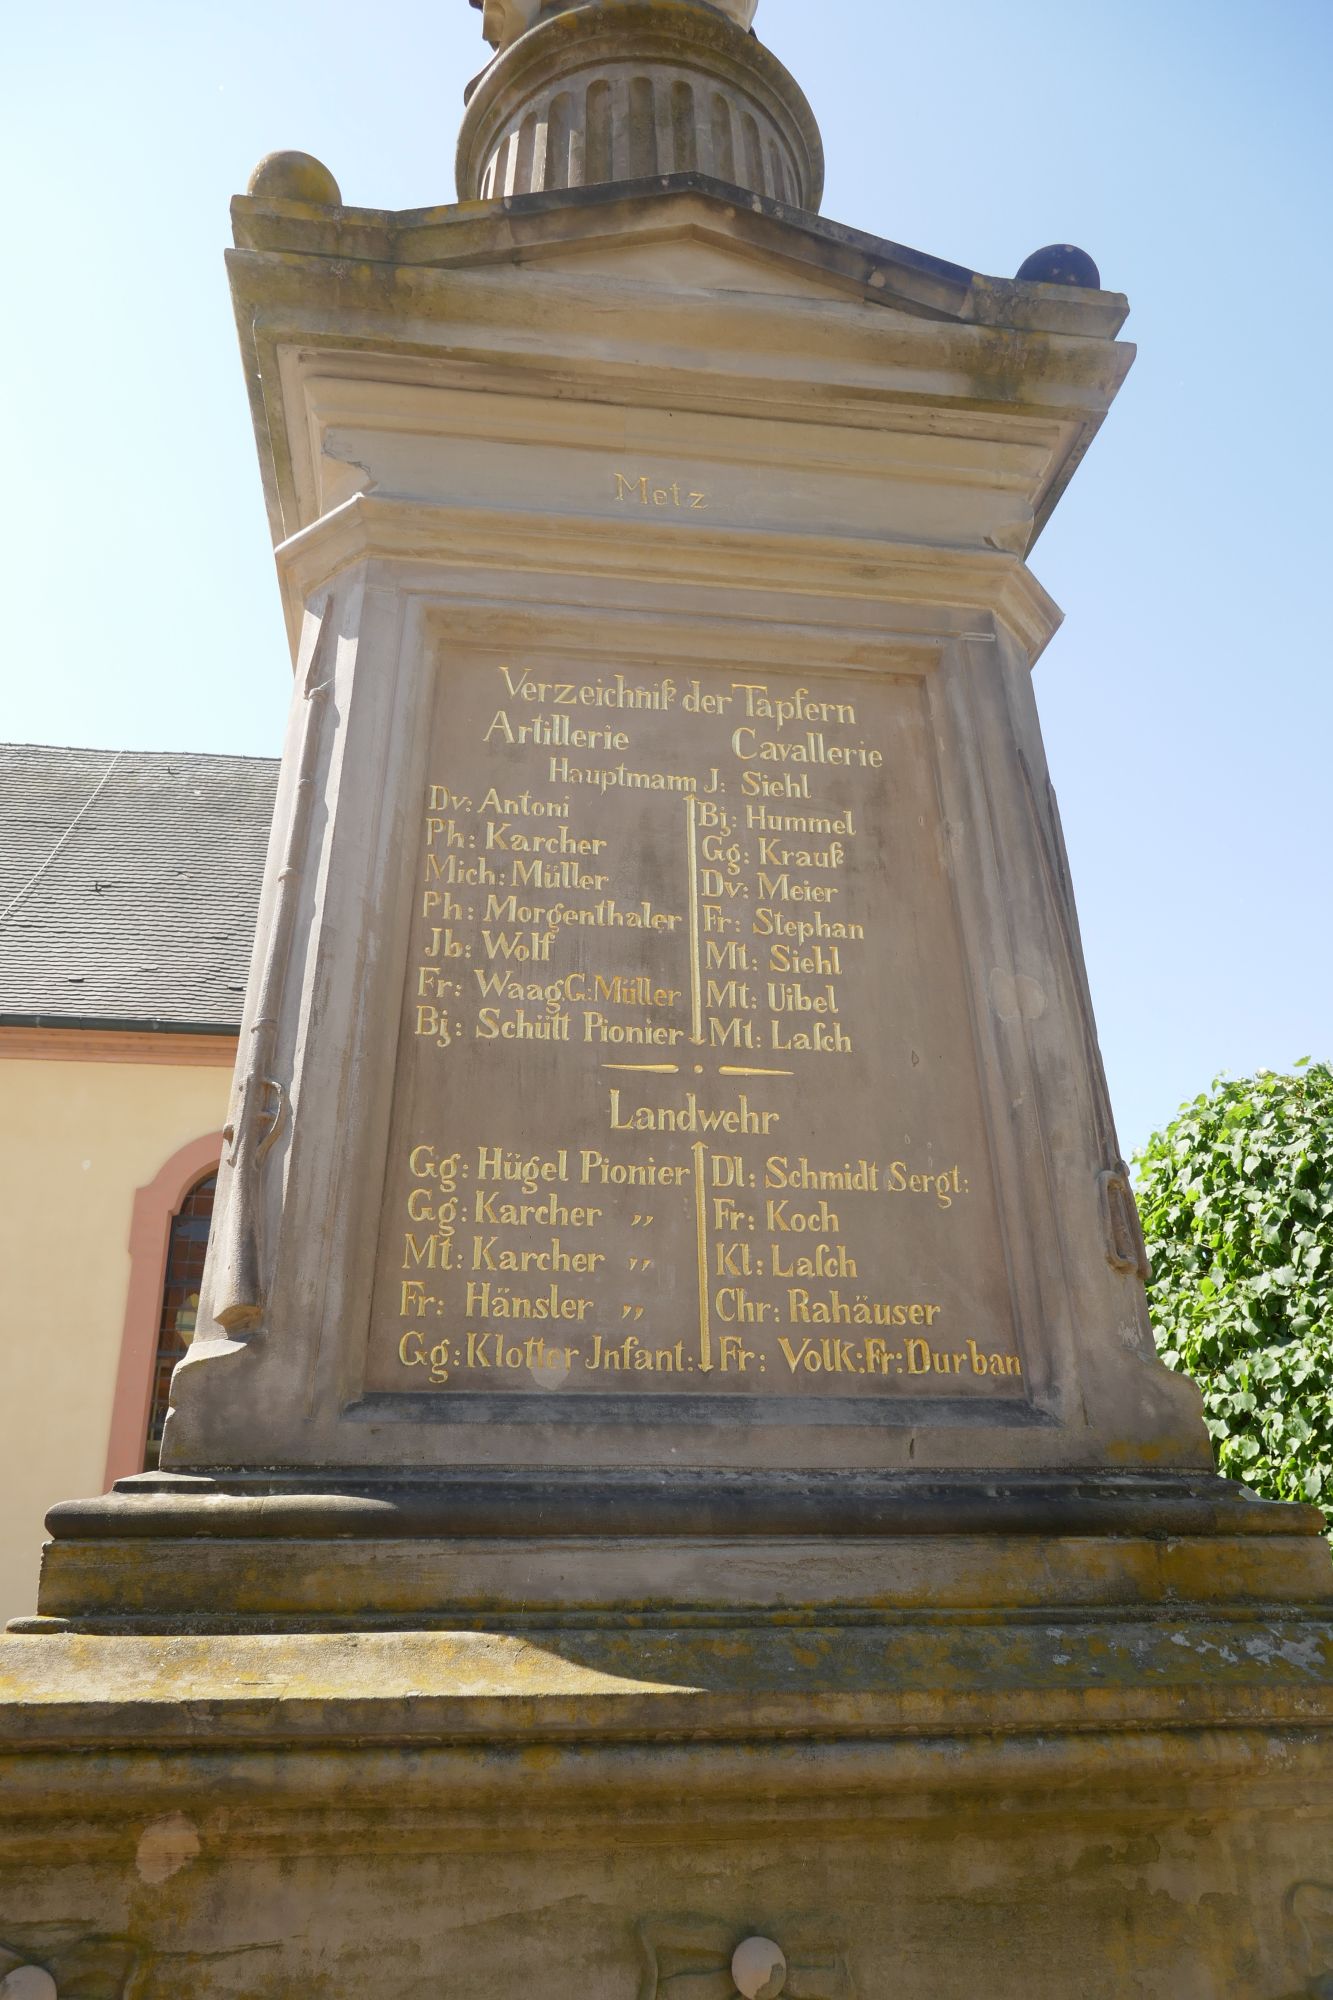 Metz
Verzeichniß der Tapfern
Artillerie Cavallerie
Hauptmann J: Siehl
Dv: Antoni Bj: Hummel
Ph: Karcher Gg: Krauß
Mich: Müller Dv: Meier
Ph: Morgenthaler Fr: Stephan
Jb: Wolf Mt: Siehl
Fr: Waag.G: Müller Mt: Uibel
Bj: Schütt Pionier Mt: Laſch
Landwehr
Gg: Hügel Pionier Dl: Schmidt Sergt:
Gg: Karcher " Fr: Koch
Mt: Karcher " Kl: Laſch
Fr: Hänsler " Chr: Rahäuser
Gg: Klotter Infant: Fr: Volk: Fr: Durban